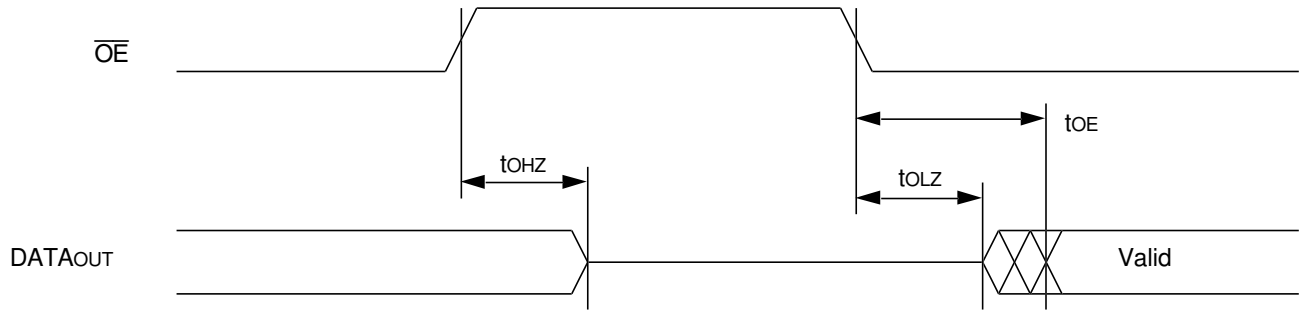 OE
tOE
tOHZ
tOLZ
DATAOUT
Valid